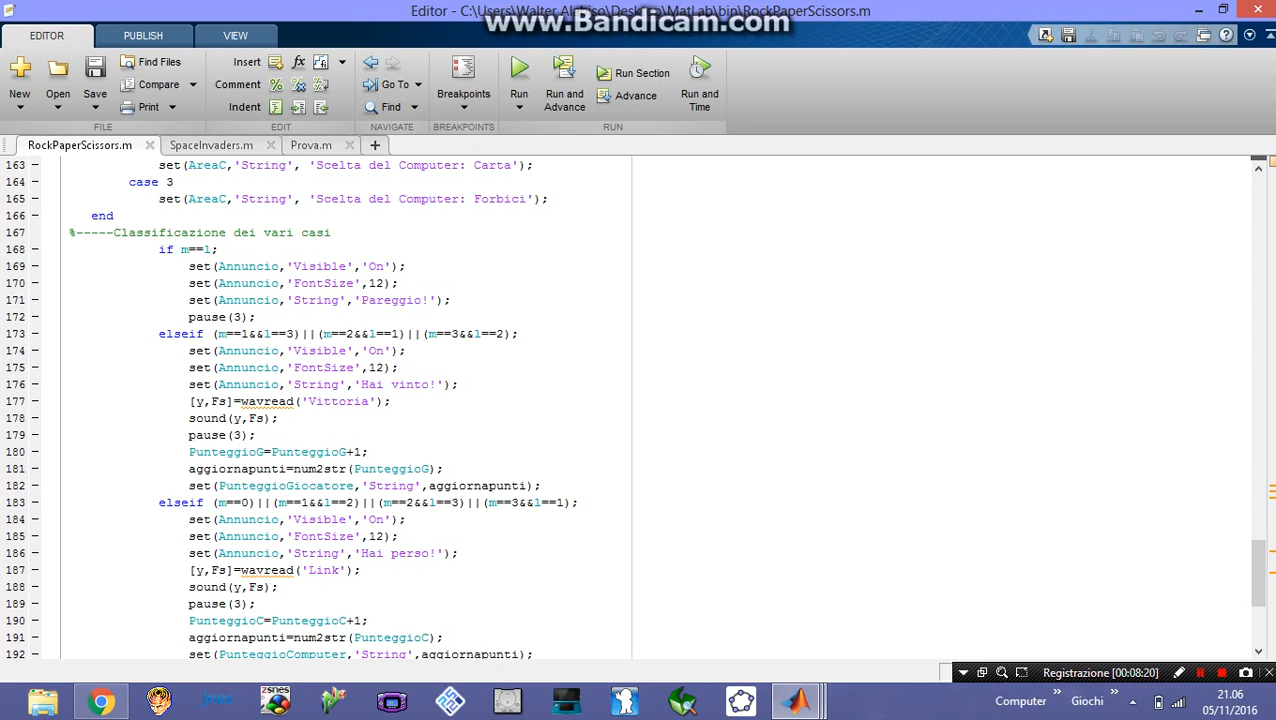 Editor - C:\Users\Walter
MatLab\bin\RockPaperScissors.m
www.Bandicam.com
EDITOR PUBLISH VIEW
New Open Save Find Files Compare Print
Insert fx Comment Indent
Go To Find
Breakpoints
Run Run and Advance Run Section Advance Run and Time
FILE EDIT NAVIGATE BREAKPOINTS RUN
RockPaperScissors.m SpaceInvaders.m Prova.m +
163 set(AreaC,'String', 'Scelta del Computer: Carta');
164 case 3
165 set(AreaC,'String', 'Scelta del Computer: Forbici');
166 end
167 %-----Classificazione dei vari casi
168 if m==l;
169 set(Annuncio,'Visible','On');
170 set(Annuncio,'FontSize',12);
171 set(Annuncio,'String','Pareggio!');
172 pause(3);
173 elseif (m==1&&l==3)||(m==2&&l==1)||(m==3&&l==2);
174 set(Annuncio,'Visible','On');
175 set(Annuncio,'FontSize',12);
176 set(Annuncio,'String','Hai vinto!');
177 [y,Fs]=wavread('Vittoria');
178 sound(y,Fs);
179 pause(3);
180 PunteggioG=PunteggioG+1;
181 aggiornapunti=num2str(PunteggioG);
182 set(PunteggioGiocatore,'String',aggiornapunti);
183 elseif (m==0)||(m==1&&l==2)||(m==2&&l==3)||(m==3&&l==1);
184 set(Annuncio,'Visible','On');
185 set(Annuncio,'FontSize',12);
186 set(Annuncio,'String','Hai perso!');
187 [y,Fs]=wavread('Link');
188 sound(y,Fs);
189 pause(3);
190 PunteggioC=PunteggioC+1;
191 aggiornapunti=num2str(PunteggioC);
192 set(PunteggioComputer,'String',aggiornapunti);
Registrazione [00:08:20]
Computer » Giochi »
21.06
05/11/2016